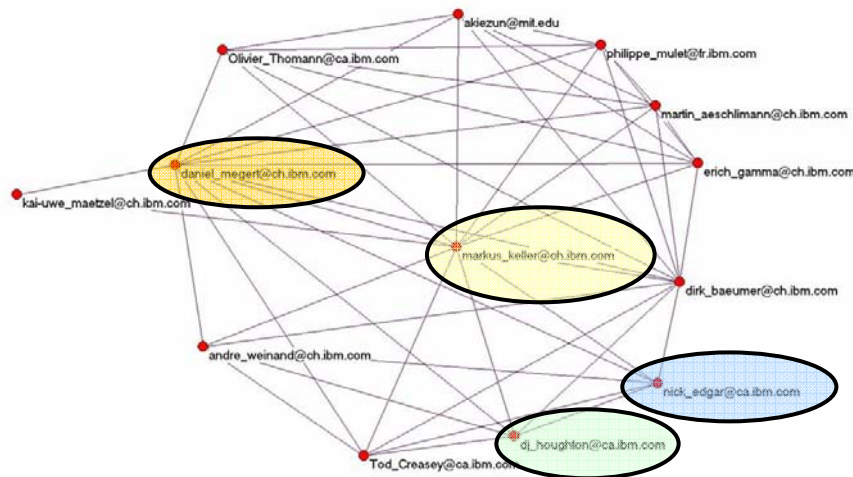 akiezun@mit.edu
philippe_mulet@fr.ibm.com
Olivier_Thomann@ca.ibm.com
martin_aeschlimann@ch.ibm.com
daniel_megert@ch.ibm.com
erich_gamma@ch.ibm.com
kai-uwe_maetzel@ch.ibm.com
markus_keller@ch.ibm.com
dirk_baeumer@ch.ibm.com
andre_weinand@ch.ibm.com
nick_edgar@ca.ibm.com
dj_houghton@ca.ibm.com
Tod_Creasey@ca.ibm.com